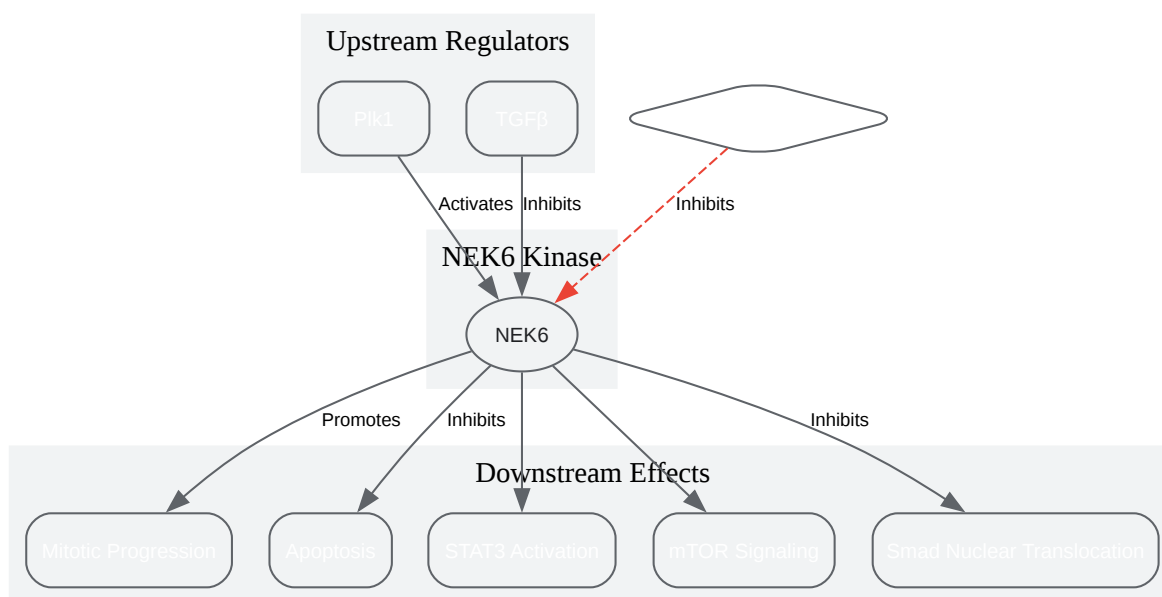 Upstream Regulators
Plk1
TGFβ
Activates
Inhibits
Inhibits
NEK6 Kinase
NEK6
Promotes
Inhibits
Inhibits
Downstream Effects
Mitotic Progression
Apoptosis
STAT3 Activation
mTOR Signaling
Smad Nuclear Translocation